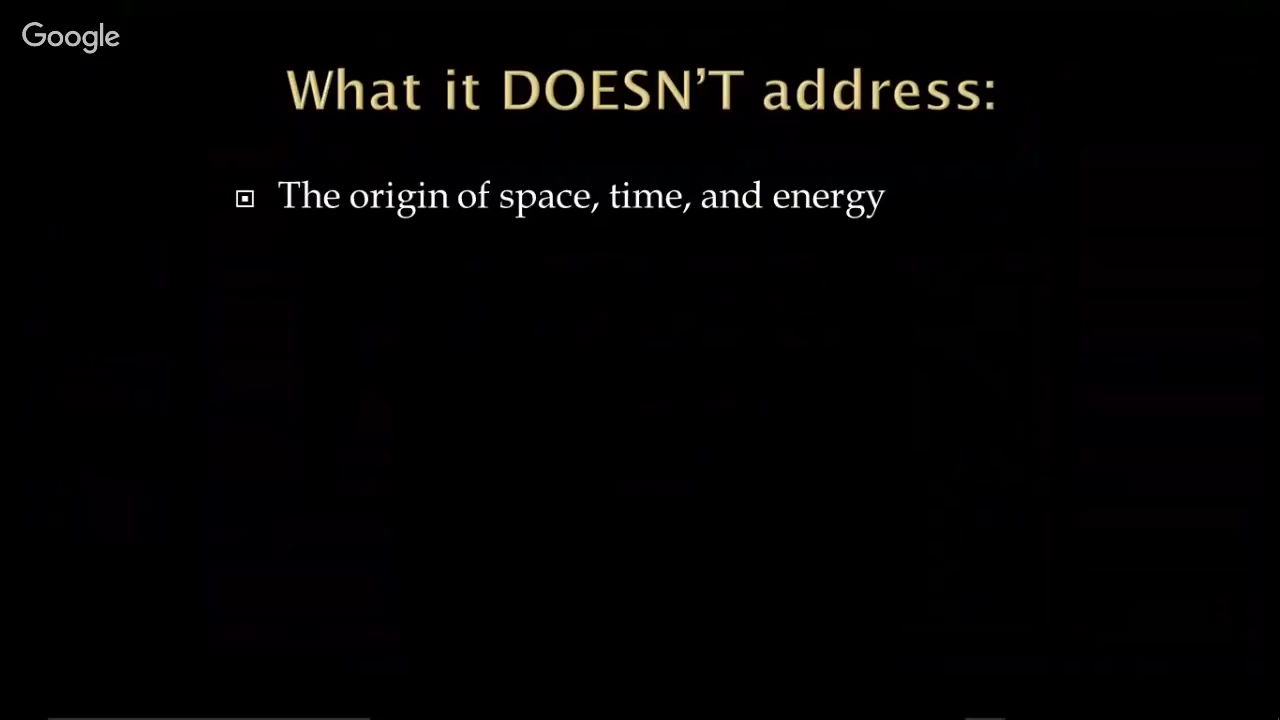 Google
What it DOESN’T address:
The origin of space, time, and energy